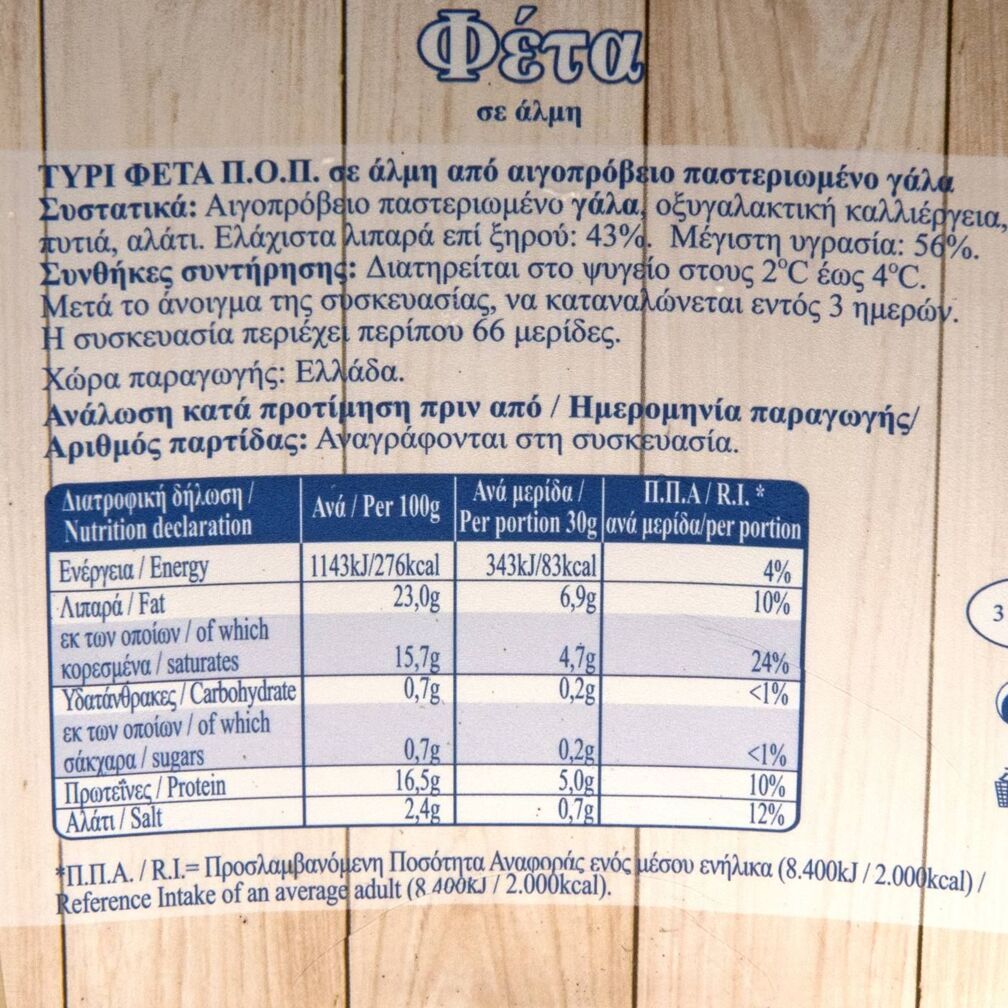 Φέτα
σε άλμη
ΤΥΡΙ ΦΕΤΑ Π.Ο.Π. σε άλμη από αιγοπρόβειο παστεριωμένο γάλα
Συστατικά: Αιγοπρόβειο παστεριωμένο γάλα, οξυγαλακτική καλλιέργεια,
πυτιά, αλάτι. Ελάχιστα λιπαρά επί ξηρού: 43%. Μέγιστη υγρασία: 56%.
Συνθήκες συντήρησης: Διατηρείται στο ψυγείο στους 2°C έως 4°C.
Μετά το άνοιγμα της συσκευασίας, να καταναλώνεται εντός 3 ημερών.
Η συσκευασία περιέχει περίπου 66 μερίδες.
Χώρα παραγωγής: Ελλάδα.
Ανάλωση κατά προτίμηση πριν από / Ημερομηνία παραγωγής/
Αριθμός παρτίδας: Αναγράφονται στη συσκευασία.
Διατροφική δήλωση / Ανά / Per 100g Ανά μερίδα / Π.Π.Α / R.I. *
Nutrition declaration Per portion 30g ανά μερίδα/per portion
Ενέργεια / Energy 1143kJ/276kcal 343kJ/83kcal 4%
Λιπαρά / Fat 23,0g 6,9g 10%
εκ των οποίων / of which
κορεσμένα / saturates 15,7g 4,7g 24%
Υδατάνθρακες / Carbohydrate 0,7g 0,2g <1%
εκ των οποίων / of which
σάκχαρα / sugars 0,7g 0,2g <1%
Πρωτεΐνες / Protein 16,5g 5,0g 10%
Αλάτι / Salt 2,4g 0,7g 12%
*Π.Π.Α. / R.I.= Προσλαμβανόμενη Ποσότητα Αναφοράς ενός μέσου ενήλικα (8.400kJ / 2.000kcal) /
Reference Intake of an average adult (8.400kJ / 2.000kcal).
3